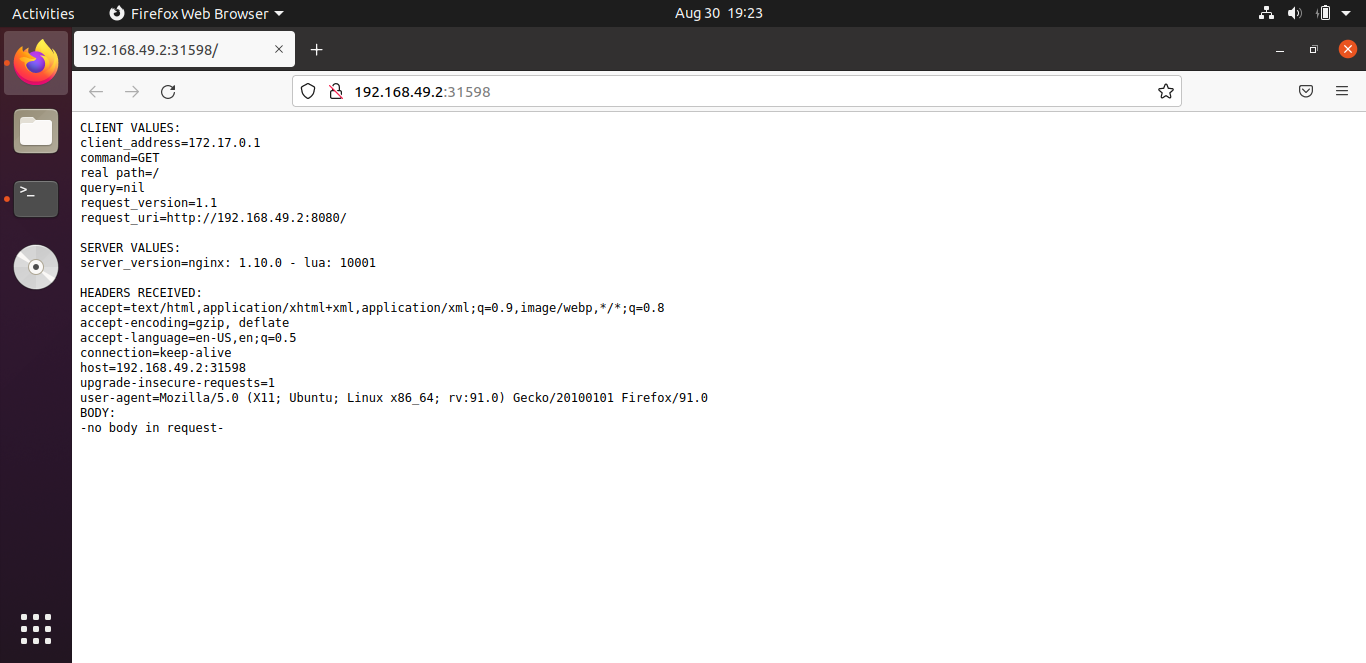 Activities
Firefox Web Browser
Aug 30 19:23
192.168.49.2:31598/
192.168.49.2:31598
>_
CLIENT VALUES:
client_address=172.17.0.1
command=GET
real path=/
query=nil
request_version=1.1
request_uri=http://192.168.49.2:8080/
SERVER VALUES:
server_version=nginx: 1.10.0 - lua: 10001
HEADERS RECEIVED:
accept=text/html,application/xhtml+xml,application/xml;q=0.9,image/webp,*/*;q=0.8
accept-encoding=gzip, deflate
accept-language=en-US,en;q=0.5
connection=keep-alive
host=192.168.49.2:31598
upgrade-insecure-requests=1
user-agent=Mozilla/5.0 (X11; Ubuntu; Linux x86_64; rv:91.0) Gecko/20100101 Firefox/91.0
BODY:
-no body in request-